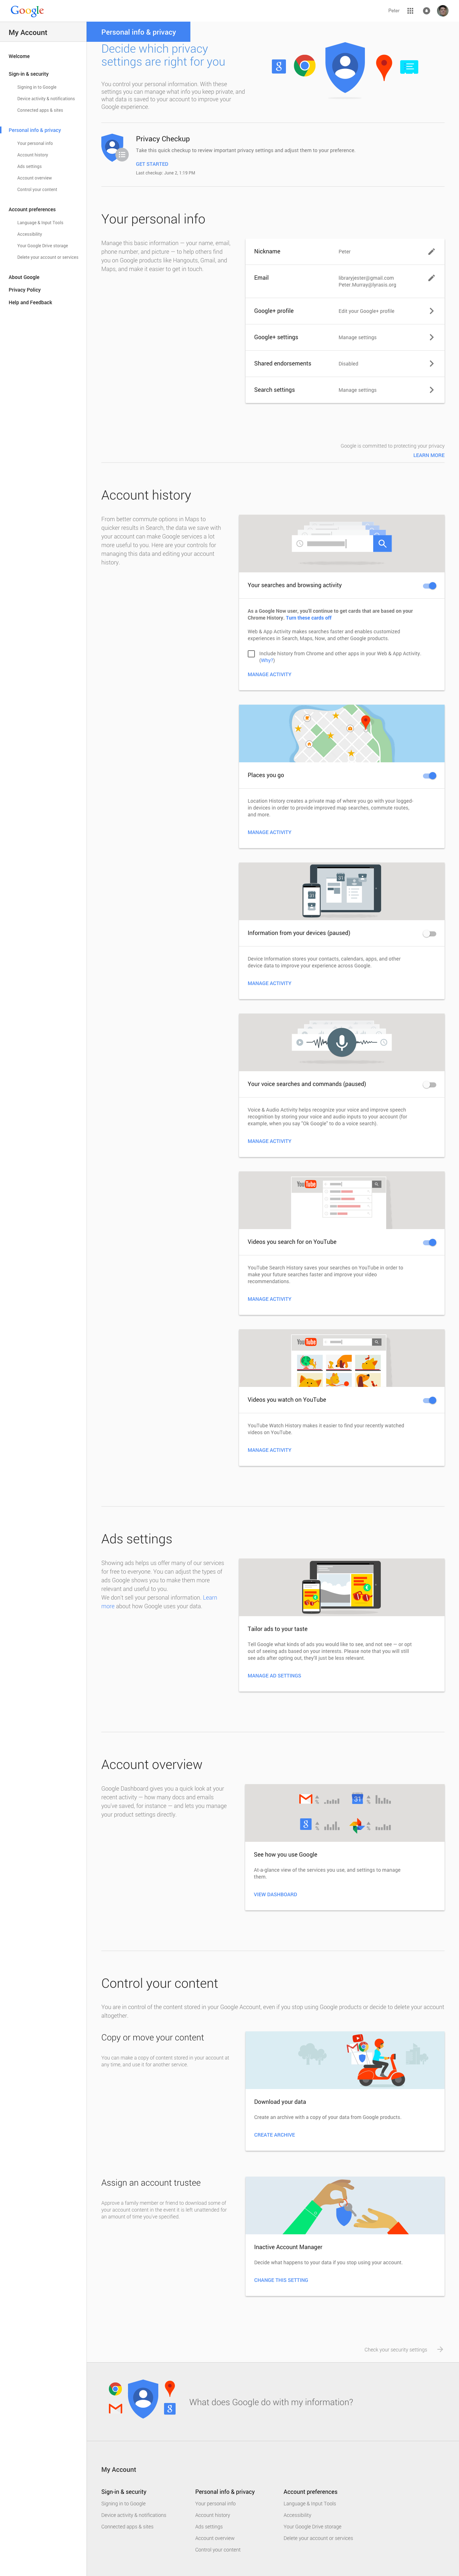 Google
Peter
My Account
Personal info & privacy
Welcome
Sign-in & security
Signing in to Google
Device activity & notifications
Connected apps & sites
Personal info & privacy
Your personal info
Account history
Ads settings
Account overview
Control your content
Account preferences
Language & Input Tools
Accessibility
Your Google Drive storage
Delete your account or services
About Google
Privacy Policy
Help and Feedback
Decide which privacy
settings are right for you
You control your personal information. With these
settings you can manage what info you keep private, and
what data is saved to your account to improve your
Google experience.
Privacy Checkup
Take this quick checkup to review important privacy settings and adjust them to your preference.
GET STARTED
Last checkup: June 2, 1:19 PM
Your personal info
Manage this basic information — your name, email,
phone number, and picture — to help others find
you on Google products like Hangouts, Gmail, and
Maps, and make it easier to get in touch.
Nickname
Peter
Email
libraryjester@gmail.com
Peter.Murray@lyrasis.org
Google+ profile
Edit your Google+ profile
Google+ settings
Manage settings
Shared endorsements
Disabled
Search settings
Manage settings
Google is committed to protecting your privacy
LEARN MORE
Account history
From better commute options in Maps to
quicker results in Search, the data we save with
your account can make Google services a lot
more useful to you. Here are your controls for
managing this data and editing your account
history.
Your searches and browsing activity
As a Google Now user, you'll continue to get cards that are based on your
Chrome History. Turn these cards off
Web & App Activity makes searches faster and enables customized
experiences in Search, Maps, Now, and other Google products.
Include history from Chrome and other apps in your Web & App Activity.
(Why?)
MANAGE ACTIVITY
Places you go
Location History creates a private map of where you go with your logged-
in devices in order to provide improved map searches, commute routes,
and more.
MANAGE ACTIVITY
Information from your devices (paused)
Device Information stores your contacts, calendars, apps, and other
device data to improve your experience across Google.
MANAGE ACTIVITY
Your voice searches and commands (paused)
Voice & Audio Activity helps recognize your voice and improve speech
recognition by storing your voice and audio inputs to your account (for
example, when you say "Ok Google" to do a voice search).
MANAGE ACTIVITY
YouTube
Videos you search for on YouTube
YouTube Search History saves your searches on YouTube in order to
make your future searches faster and improve your video
recommendations.
MANAGE ACTIVITY
YouTube
Videos you watch on YouTube
YouTube Watch History makes it easier to find your recently watched
videos on YouTube.
MANAGE ACTIVITY
Ads settings
Showing ads helps us offer many of our services
for free to everyone. You can adjust the types of
ads Google shows you to make them more
relevant and useful to you.
We don't sell your personal information. Learn
more about how Google uses your data.
Tailor ads to your taste
Tell Google what kinds of ads you would like to see, and not see — or opt
out of seeing ads based on your interests. Please note that you will still
see ads after opting out, they'll just be less relevant.
MANAGE AD SETTINGS
Account overview
Google Dashboard gives you a quick look at your
recent activity — how many docs and emails
you've saved, for instance — and lets you manage
your product settings directly.
31
See how you use Google
At-a-glance view of the services you use, and settings to manage
them.
VIEW DASHBOARD
Control your content
You are in control of the content stored in your Google Account, even if you stop using Google products or decide to delete your account
altogether.
Copy or move your content
You can make a copy of content stored in your account at
any time, and use it for another service.
Download your data
Create an archive with a copy of your data from Google products.
CREATE ARCHIVE
Assign an account trustee
Approve a family member or friend to download some of
your account content in the event it is left unattended for
an amount of time you've specified.
Inactive Account Manager
Decide what happens to your data if you stop using your account.
CHANGE THIS SETTING
Check your security settings
What does Google do with my information?
My Account
Sign-in & security
Signing in to Google
Device activity & notifications
Connected apps & sites
Personal info & privacy
Your personal info
Account history
Ads settings
Account overview
Control your content
Account preferences
Language & Input Tools
Accessibility
Your Google Drive storage
Delete your account or services